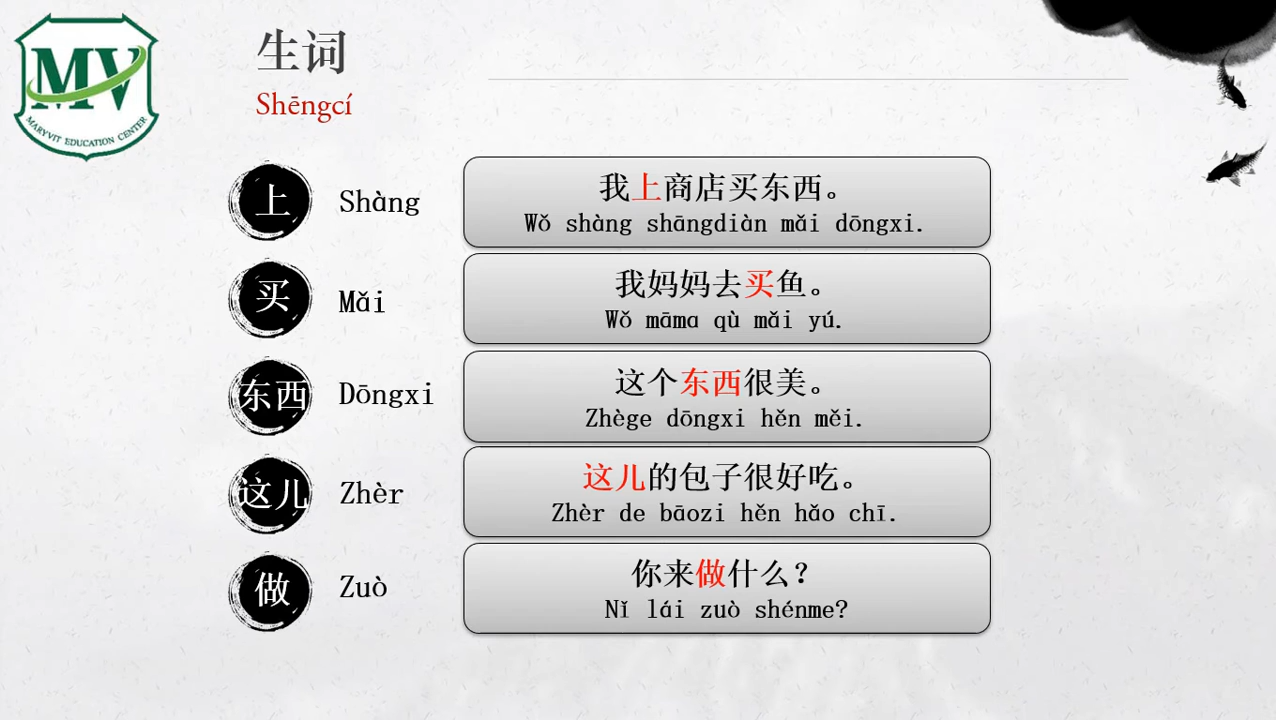 MV
MARYVIT EDUCATION CENTER
生词
Shēngcí
上
Shàng
我上商店买东西。
Wǒ shàng shāngdiàn mǎi dōngxi.
买
Mǎi
我妈妈去买鱼。
Wǒ māma qù mǎi yú.
东西
Dōngxi
这个东西很美。
Zhège dōngxi hěn měi.
这儿
Zhèr
这儿的包子很好吃。
Zhèr de bāozi hěn hǎo chī.
做
Zuò
你来做什么？
Nǐ lái zuò shénme?